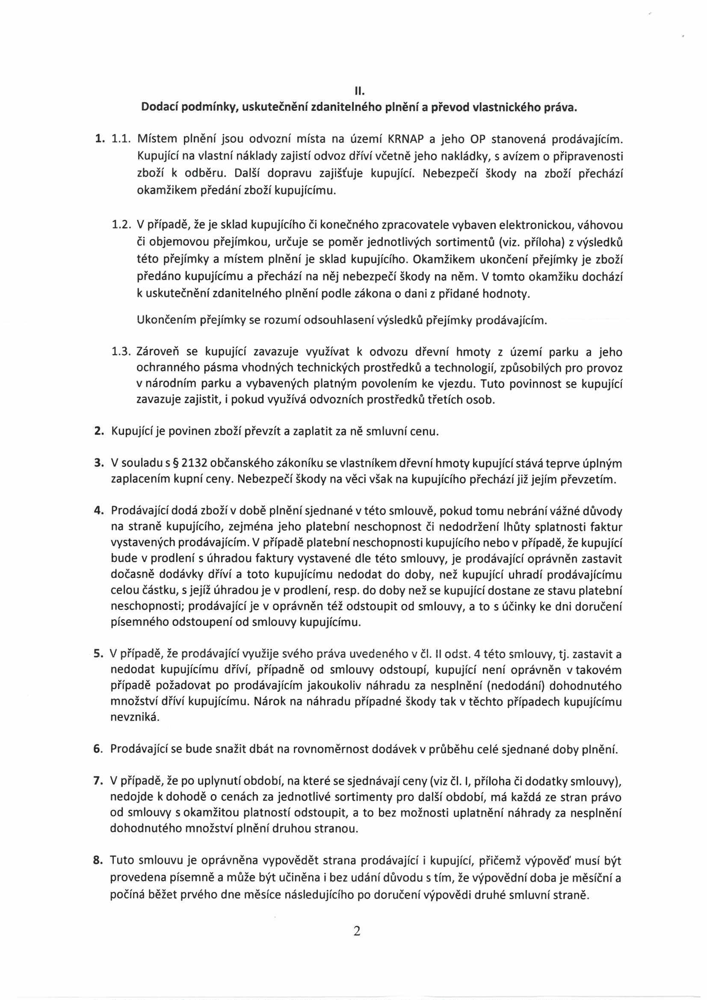 II.
Dodací podmínky, uskutečnění zdanitelného plnění a převod vlastnického práva.
1. 1.1. Místem plnění jsou odvozní místa na území KRNAP a jeho OP stanovená prodávajícím.
Kupující na vlastní náklady zajistí odvoz dříví včetně jeho nakládky, s avízem o připravenosti
zboží k odběru. Další dopravu zajišťuje kupující. Nebezpečí škody na zboží přechází
okamžikem předání zboží kupujícímu.
1.2. V případě, že je sklad kupujícího či konečného zpracovatele vybaven elektronickou, váhovou
či objemovou přejímkou, určuje se poměr jednotlivých sortimentů (viz. příloha) z výsledků
této přejímky a místem plnění je sklad kupujícího. Okamžikem ukončení přejímky je zboží
předáno kupujícímu a přechází na něj nebezpečí škody na něm. V tomto okamžiku dochází
k uskutečnění zdanitelného plnění podle zákona o dani z přidané hodnoty.
Ukončením přejímky se rozumí odsouhlasení výsledků přejímky prodávajícím.
1.3. Zároveň se kupující zavazuje využívat k odvozu dřevní hmoty z území parku a jeho
ochranného pásma vhodných technických prostředků a technologií, způsobilých pro provoz
v národním parku a vybavených platným povolením ke vjezdu. Tuto povinnost se kupující
zavazuje zajistit, i pokud využívá odvozních prostředků třetích osob.
2. Kupující je povinen zboží převzít a zaplatit za ně smluvní cenu.
3. V souladu s § 2132 občanského zákoníku se vlastníkem dřevní hmoty kupující stává teprve úplným
zaplacením kupní ceny. Nebezpečí škody na věci však na kupujícího přechází již jejím převzetím.
4. Prodávající dodá zboží v době plnění sjednané v této smlouvě, pokud tomu nebrání vážné důvody
na straně kupujícího, zejména jeho platební neschopnost či nedodržení lhůty splatnosti faktur
vystavených prodávajícím. V případě platební neschopnosti kupujícího nebo v případě, že kupující
bude v prodlení s úhradou faktury vystavené dle této smlouvy, je prodávající oprávněn zastavit
dočasně dodávky dříví a toto kupujícímu nedodat do doby, než kupující uhradí prodávajícímu
celou částku, s jejíž úhradou je v prodlení, resp. do doby než se kupující dostane ze stavu platební
neschopnosti; prodávající je v oprávněn též odstoupit od smlouvy, a to s účinky ke dni doručení
písemného odstoupení od smlouvy kupujícímu.
5. V případě, že prodávající využije svého práva uvedeného v čl. II odst. 4 této smlouvy, tj. zastavit a
nedodat kupujícímu dříví, případně od smlouvy odstoupí, kupující není oprávněn v takovém
případě požadovat po prodávajícím jakoukoliv náhradu za nesplnění (nedodání) dohodnutého
množství dříví kupujícímu. Nárok na náhradu případné škody tak v těchto případech kupujícímu
nevzniká.
6. Prodávající se bude snažit dbát na rovnoměrnost dodávek v průběhu celé sjednané doby plnění.
7. V případě, že po uplynutí období, na které se sjednávají ceny (viz čl. I, příloha či dodatky smlouvy),
nedojde k dohodě o cenách za jednotlivé sortimenty pro další období, má každá ze stran právo
od smlouvy s okamžitou platností odstoupit, a to bez možnosti uplatnění náhrady za nesplnění
dohodnutého množství plnění druhou stranou.
8. Tuto smlouvu je oprávněna vypovědět strana prodávající i kupující, přičemž výpověď musí být
provedena písemně a může být učiněna i bez udání důvodu s tím, že výpovědní doba je měsíční a
počíná běžet prvého dne měsíce následujícího po doručení výpovědi druhé smluvní straně.
2